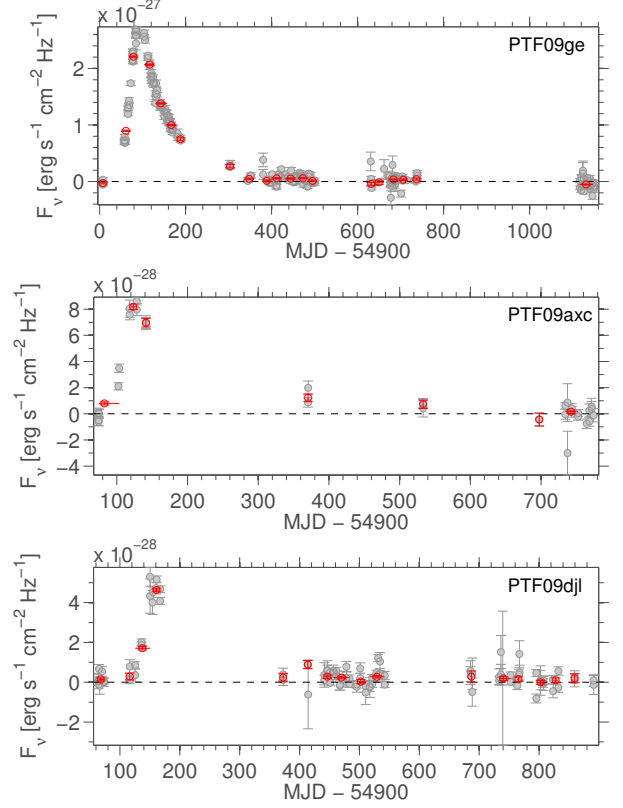 x 10⁻²⁷
PTF09ge
F_ν [erg s⁻¹ cm⁻² Hz⁻¹]
2
1
0
0 200 400 600 800 1000
MJD − 54900
x 10⁻²⁸
PTF09axc
F_ν [erg s⁻¹ cm⁻² Hz⁻¹]
8
6
4
2
0
−2
−4
100 200 300 400 500 600 700
MJD − 54900
x 10⁻²⁸
PTF09djl
F_ν [erg s⁻¹ cm⁻² Hz⁻¹]
4
2
0
−2
100 200 300 400 500 600 700 800
MJD − 54900